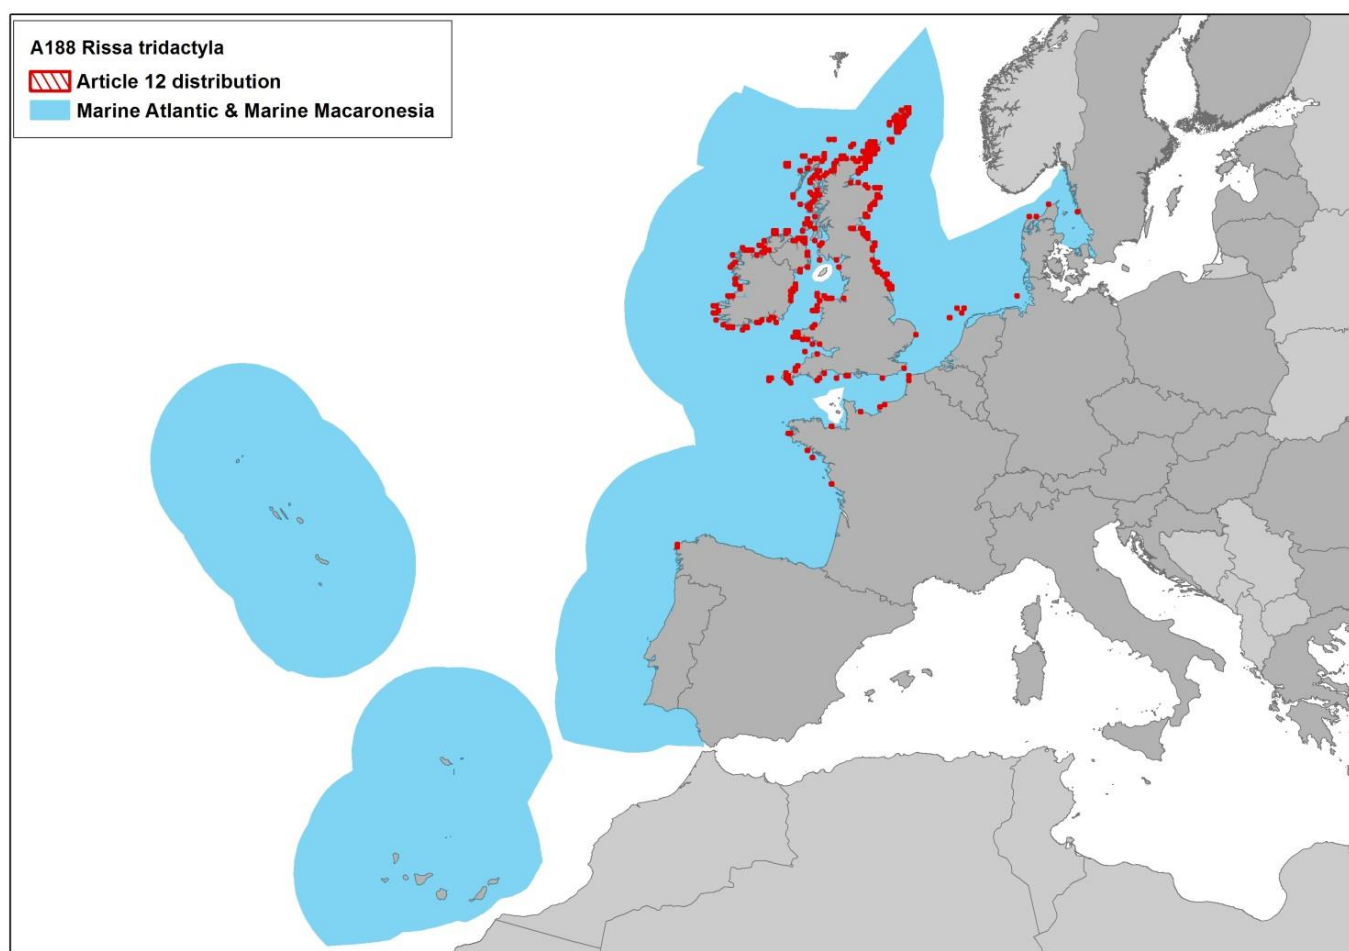 A188 Rissa tridactyla
Article 12 distribution
Marine Atlantic & Marine Macaronesia